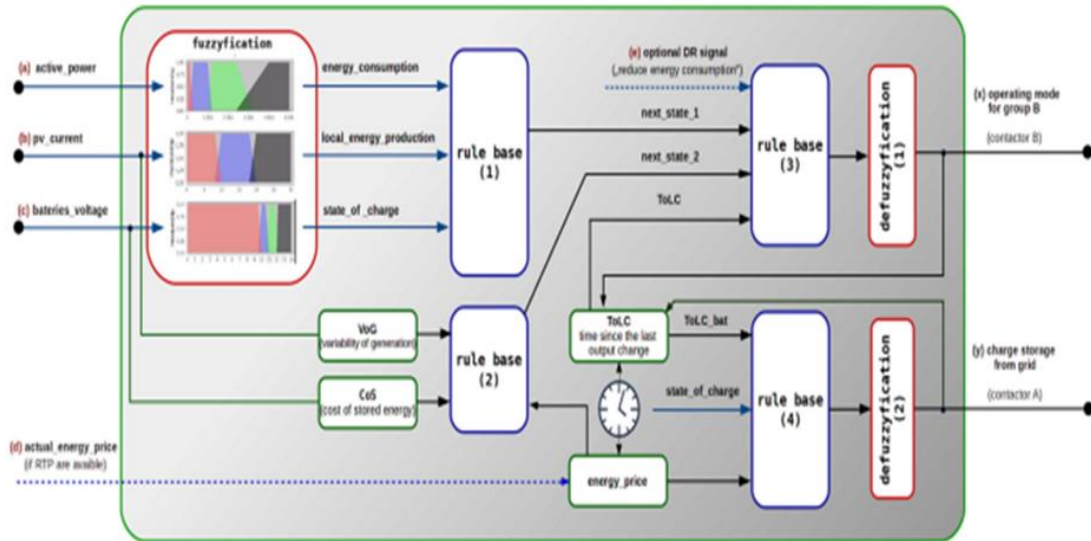 fuzzyfication
(a) active_power
energy_consumption
(b) pv_current
local_energy_production
(c) bateries_voltage
state_of _charge
rule base
(1)
(e) optional DR signal
(„reduce energy consumption")
next_state_1
next_state_2
ToLC
rule base
(3)
defuzzyfication
(1)
(x) operating mode
for group B
(contactor B)
VoG
(variability of generation)
CoS
(cost of stored energy)
rule base
(2)
ToLC
time since the last
output change
ToLC_bat
state_of_charge
rule base
(4)
defuzzyfication
(2)
(y) charge storage
from grid
(contactor A)
(d) actual_energy_price
(if RTP are avaible)
energy_price